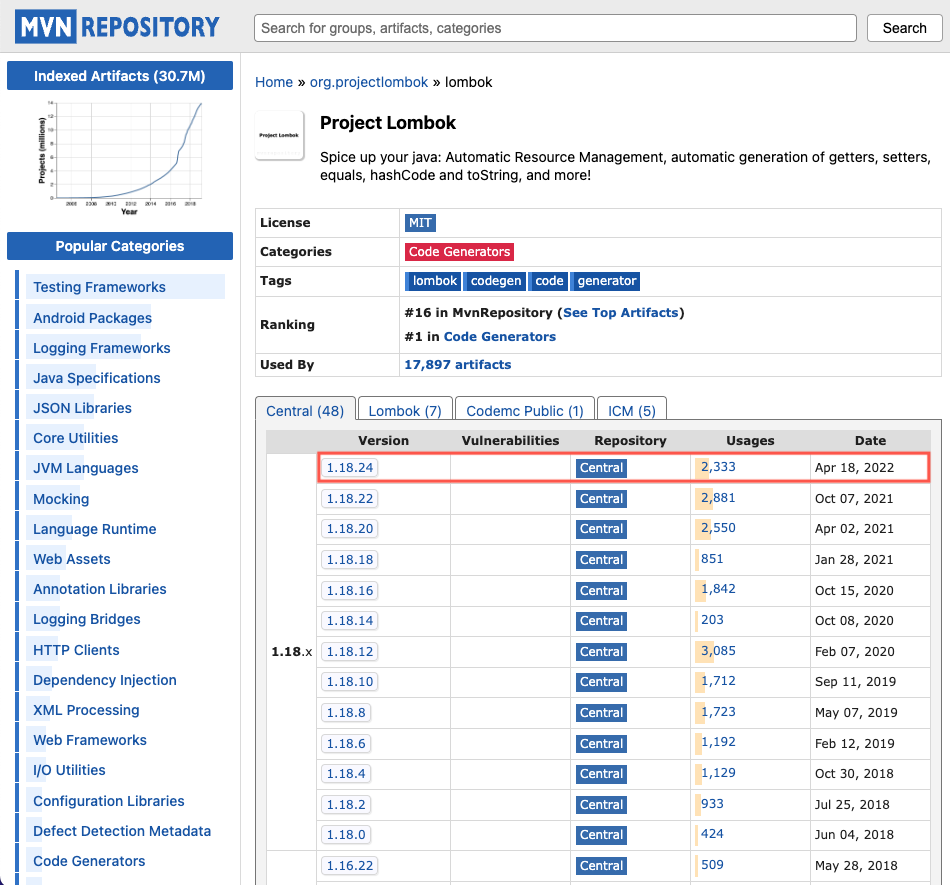 MVN REPOSITORY
Search for groups, artifacts, categories
Search
Indexed Artifacts (30.7M)
Projects (millions)
14
12
10
8
6
4
2
0
2006 2008 2010 2012 2014 2016 2018
Year
Popular Categories
Testing Frameworks
Android Packages
Logging Frameworks
Java Specifications
JSON Libraries
Core Utilities
JVM Languages
Mocking
Language Runtime
Web Assets
Annotation Libraries
Logging Bridges
HTTP Clients
Dependency Injection
XML Processing
Web Frameworks
I/O Utilities
Configuration Libraries
Defect Detection Metadata
Code Generators
Home » org.projectlombok » lombok
Project Lombok
Project Lombok
Spice up your java: Automatic Resource Management, automatic generation of getters, setters,
equals, hashCode and toString, and more!
License MIT
Categories Code Generators
Tags lombok codegen code generator
Ranking #16 in MvnRepository (See Top Artifacts)
#1 in Code Generators
Used By 17,897 artifacts
Central (48) Lombok (7) Codemc Public (1) ICM (5)
Version Vulnerabilities Repository Usages Date
1.18.24 Central 2,333 Apr 18, 2022
1.18.22 Central 2,881 Oct 07, 2021
1.18.20 Central 2,550 Apr 02, 2021
1.18.18 Central 851 Jan 28, 2021
1.18.16 Central 1,842 Oct 15, 2020
1.18.14 Central 203 Oct 08, 2020
1.18.x 1.18.12 Central 3,085 Feb 07, 2020
1.18.10 Central 1,712 Sep 11, 2019
1.18.8 Central 1,723 May 07, 2019
1.18.6 Central 1,192 Feb 12, 2019
1.18.4 Central 1,129 Oct 30, 2018
1.18.2 Central 933 Jul 25, 2018
1.18.0 Central 424 Jun 04, 2018
1.16.22 Central 509 May 28, 2018